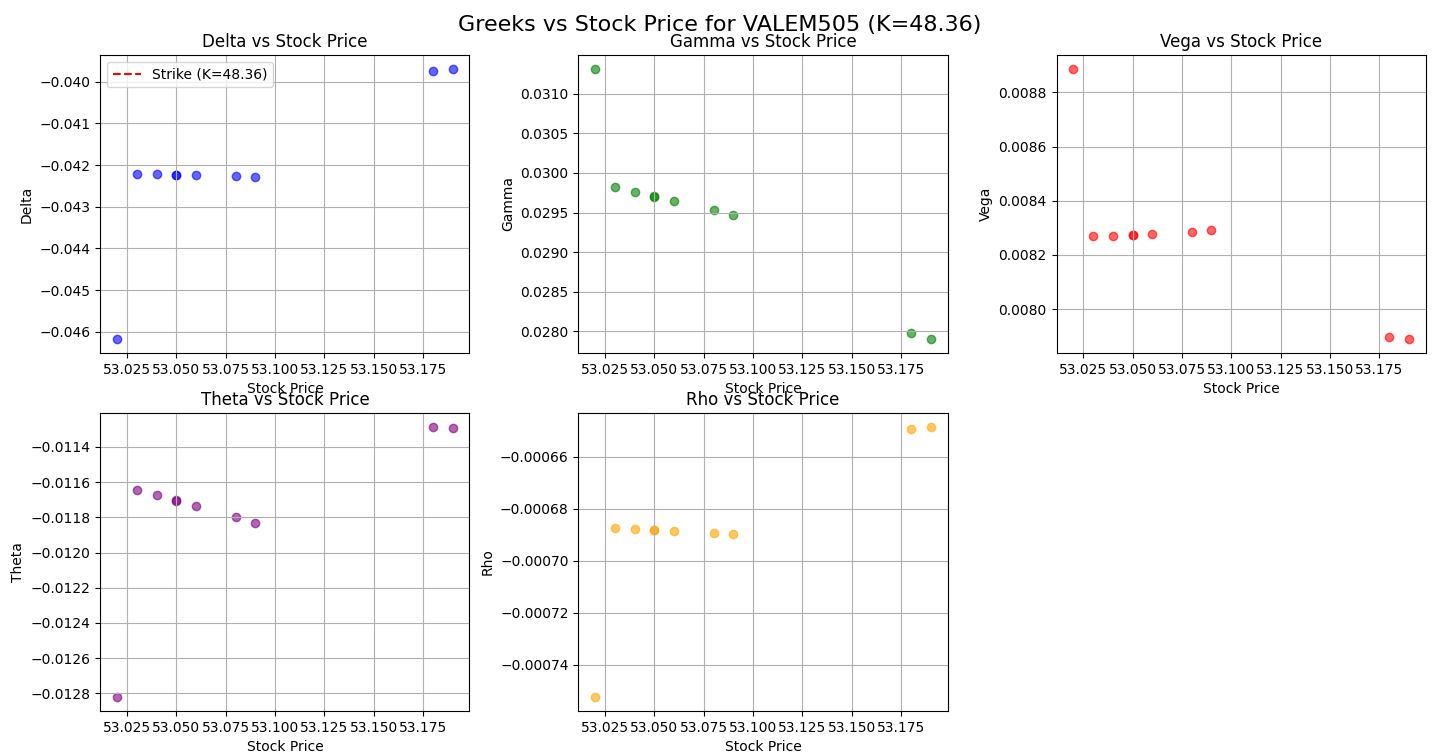 Greeks vs Stock Price for VALEM505 (K=48.36)
Delta vs Stock Price
Strike (K=48.36)
−0.040
−0.041
−0.042
−0.043
−0.044
−0.045
−0.046
Delta
53.025 53.050 53.075 53.100 53.125 53.150 53.175
Stock Price
Gamma vs Stock Price
0.0310
0.0305
0.0300
0.0295
0.0290
0.0285
0.0280
Gamma
53.025 53.050 53.075 53.100 53.125 53.150 53.175
Stock Price
Vega vs Stock Price
0.0088
0.0086
0.0084
0.0082
0.0080
Vega
53.025 53.050 53.075 53.100 53.125 53.150 53.175
Stock Price
Theta vs Stock Price
−0.0114
−0.0116
−0.0118
−0.0120
−0.0122
−0.0124
−0.0126
−0.0128
Theta
53.025 53.050 53.075 53.100 53.125 53.150 53.175
Stock Price
Rho vs Stock Price
−0.00066
−0.00068
−0.00070
−0.00072
−0.00074
Rho
53.025 53.050 53.075 53.100 53.125 53.150 53.175
Stock Price